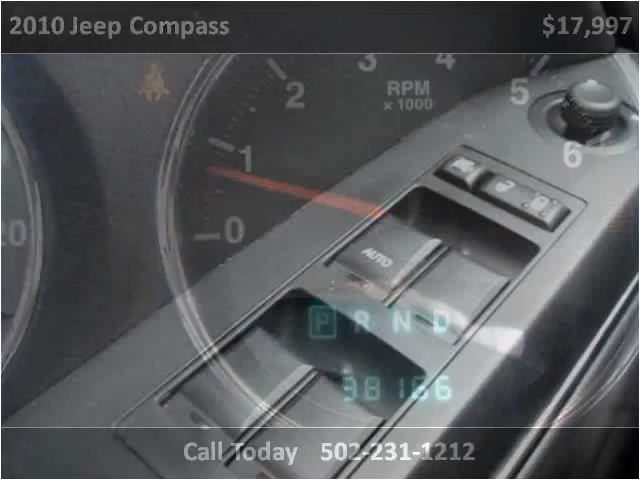 2010 Jeep Compass $17,997
3 4
RPM
x 1000
2 5
1 6
0 20
AUTO
P R N D
38166
Call Today 502-231-1212